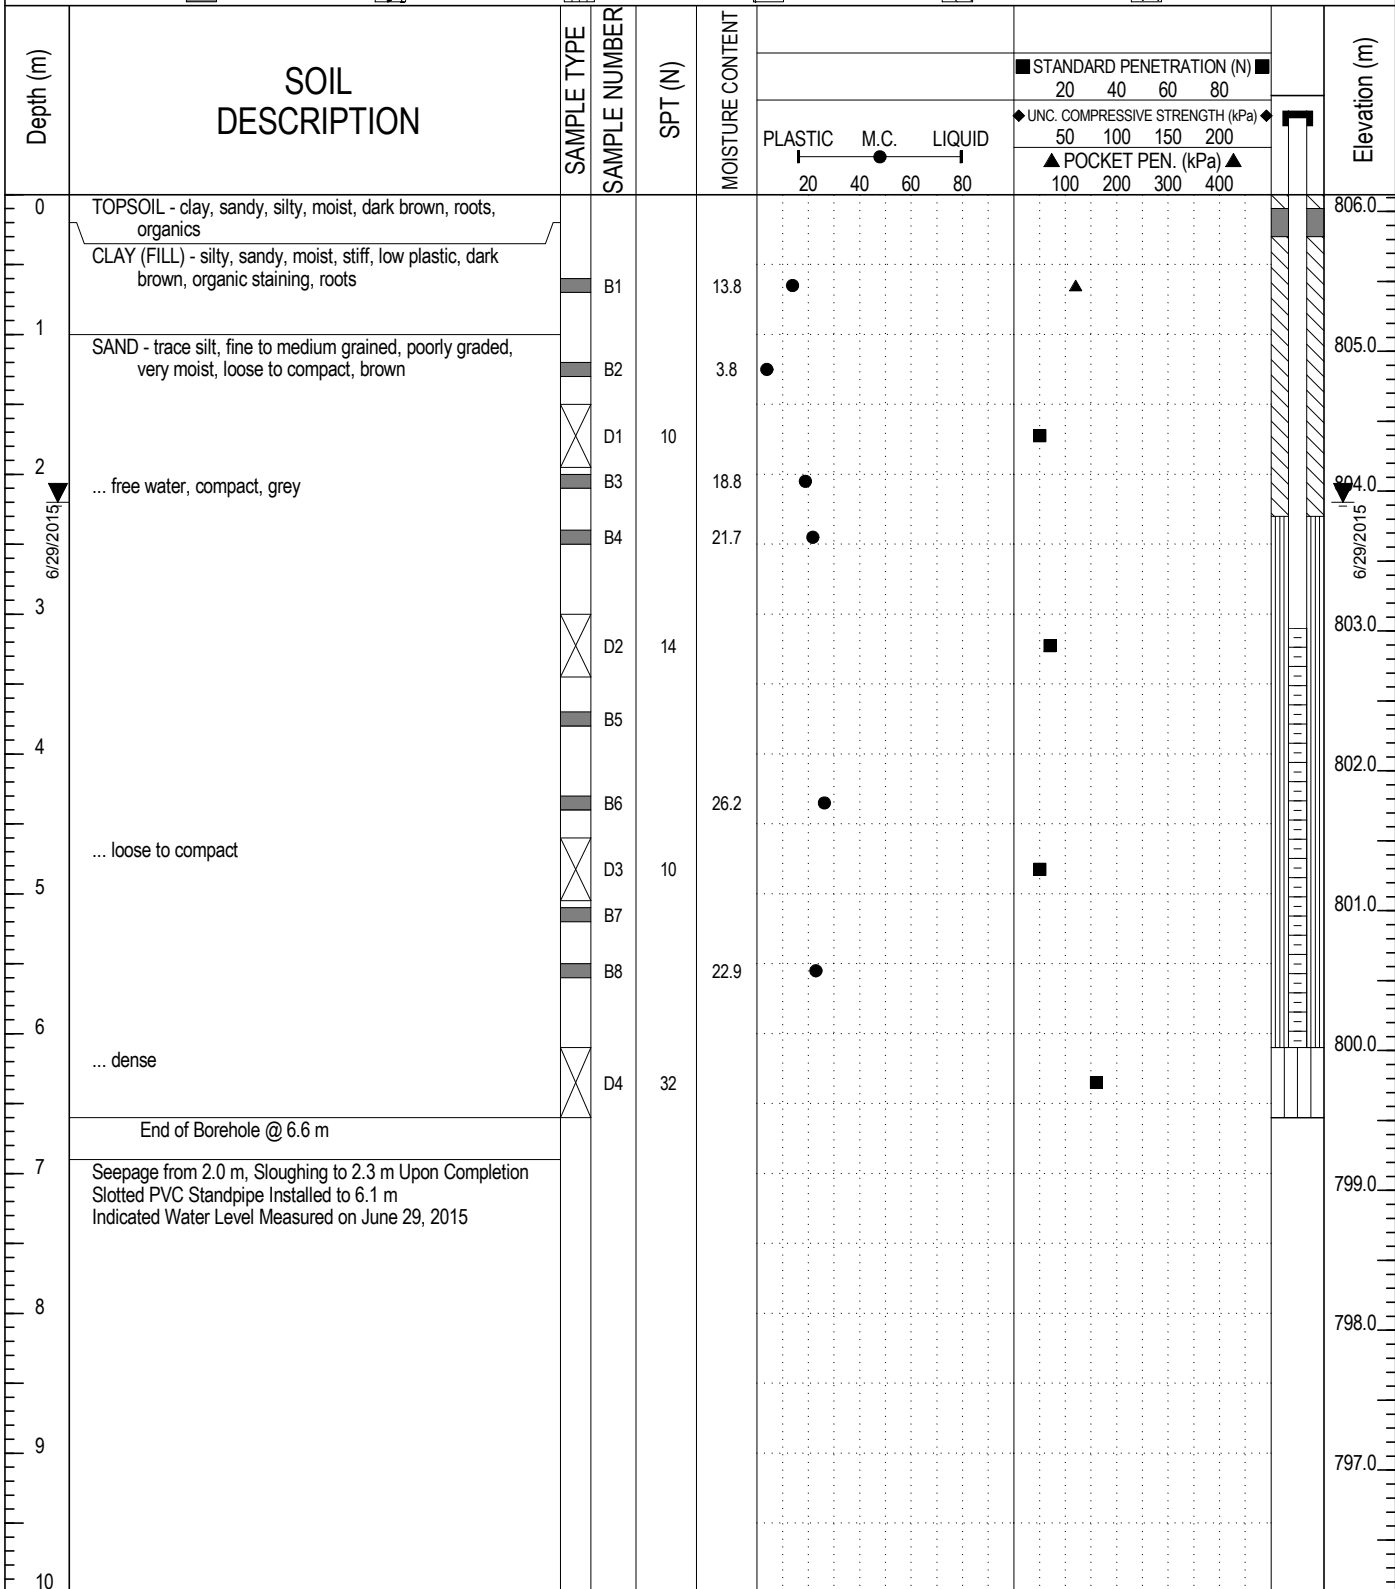 Depth (m)
SOIL
DESCRIPTION
SAMPLE TYPE
SAMPLE NUMBER
SPT (N)
MOISTURE CONTENT
PLASTIC M.C. LIQUID
20 40 60 80
STANDARD PENETRATION (N)
20 40 60 80
UNC. COMPRESSIVE STRENGTH (kPa)
50 100 150 200
POCKET PEN. (kPa)
100 200 300 400
Elevation (m)
0
TOPSOIL - clay, sandy, silty, moist, dark brown, roots,
organics
806.0
CLAY (FILL) - silty, sandy, moist, stiff, low plastic, dark
brown, organic staining, roots
B1 13.8
1
SAND - trace silt, fine to medium grained, poorly graded,
very moist, loose to compact, brown
805.0
B2 3.8
D1 10
2
... free water, compact, grey
B3 18.8
804.0
6/29/2015
B4 21.7
6/29/2015
3
803.0
D2 14
B5
4
802.0
B6 26.2
... loose to compact
D3 10
5
B7
801.0
B8 22.9
6
800.0
... dense
D4 32
End of Borehole @ 6.6 m
7
Seepage from 2.0 m, Sloughing to 2.3 m Upon Completion
Slotted PVC Standpipe Installed to 6.1 m
799.0
Indicated Water Level Measured on June 29, 2015
8
798.0
9
797.0
10